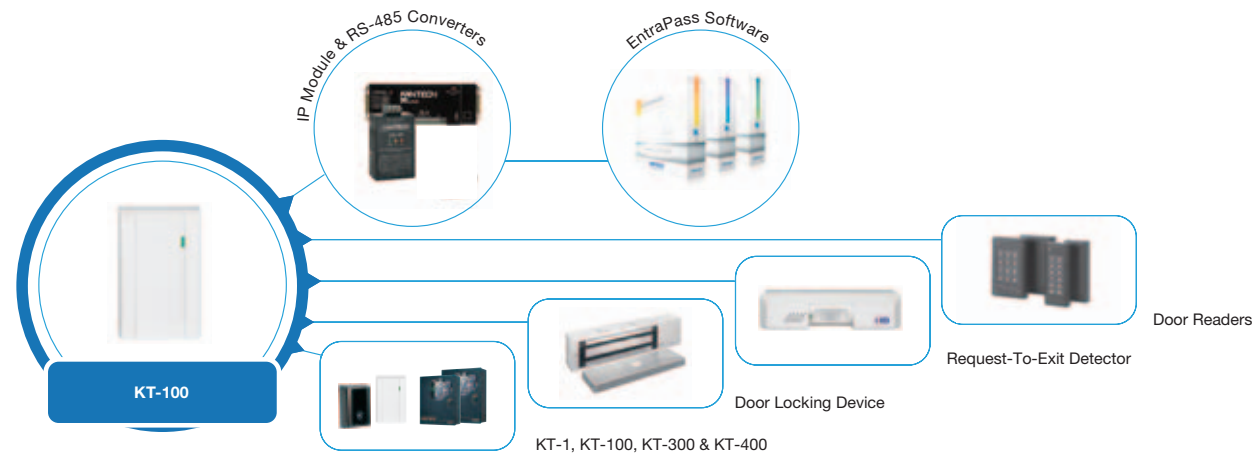 IP Module & RS-485 Converters
EntraPass Software
KANTECH
Door Readers
Request-To-Exit Detector
KT-100
Door Locking Device
KT-1, KT-100, KT-300 & KT-400